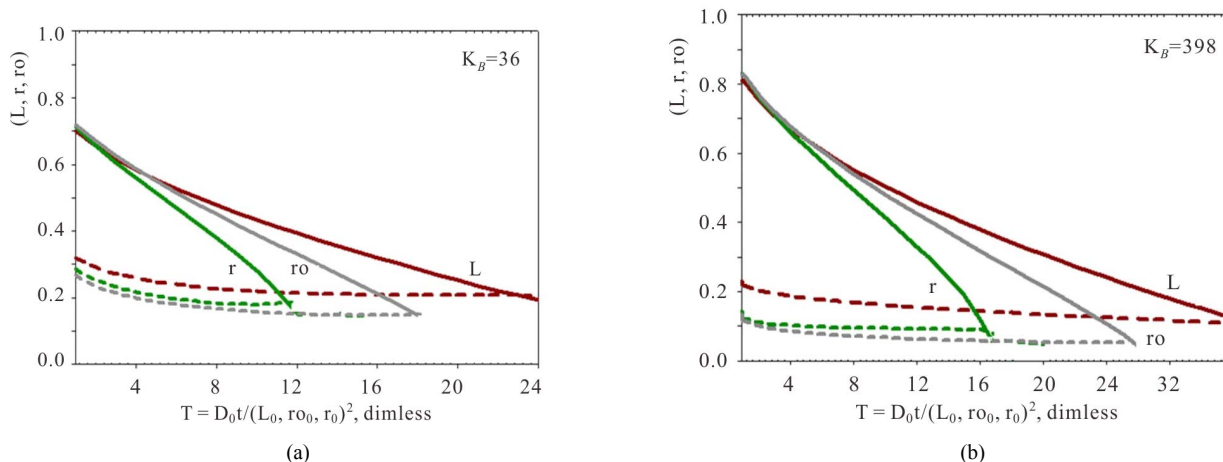 (L, r, ro)
1.0
0.8
0.6
0.4
0.2
0.0
K_B=36
r
ro
L
4
8
12
16
20
24
T = D₀t/(L₀, ro₀, r₀)², dimless
(a)
(L, r, ro)
1.0
0.8
0.6
0.4
0.2
0.0
K_B=398
r
L
ro
4
8
12
16
20
24
32
T = D₀t/(L₀, ro₀, r₀)², dimless
(b)